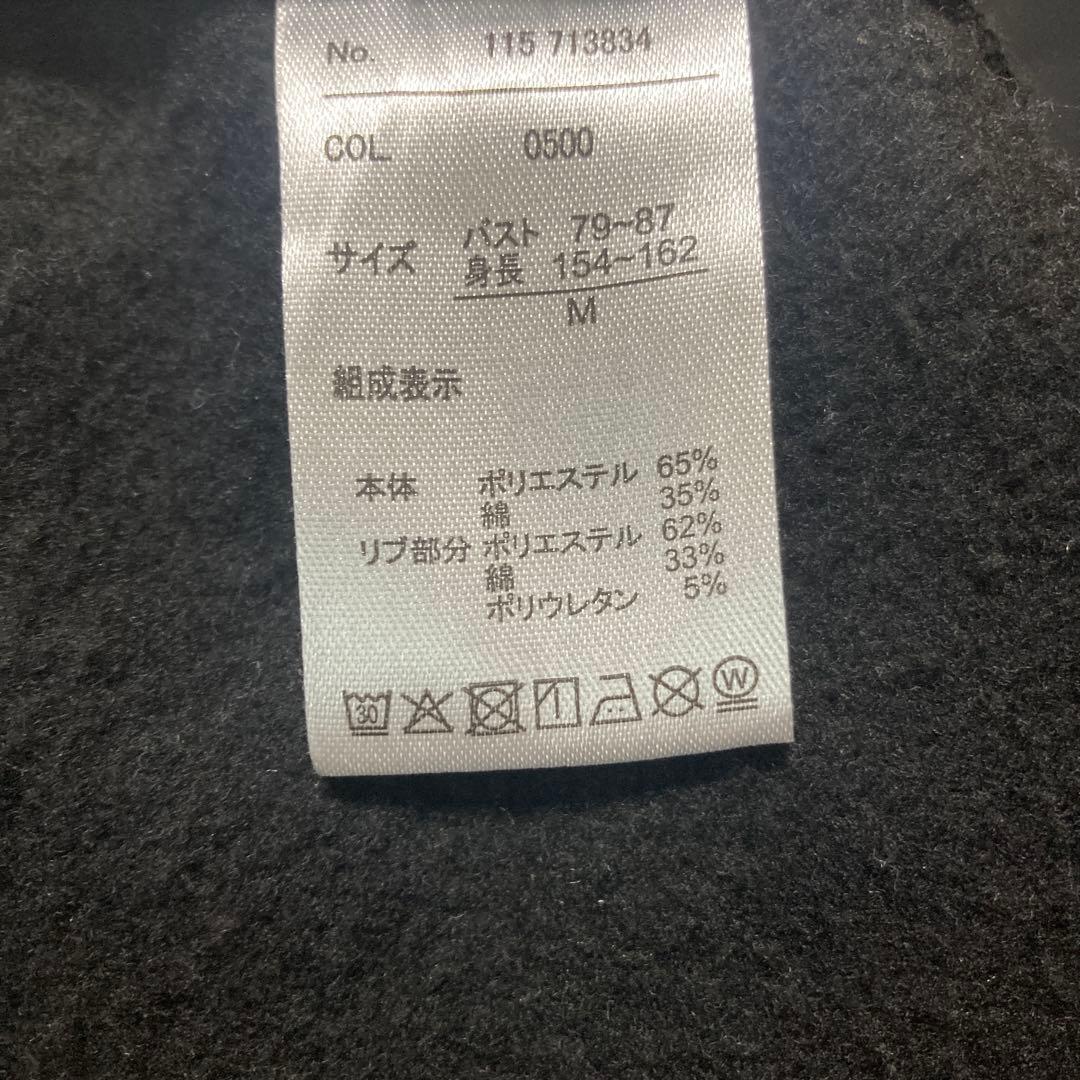 No. 115 713834
COL 0500
サイズ バスト 79~87
身長 154~162
M
組成表示
本体 ポリエステル 65%
綿 35%
リブ部分 ポリエステル 62%
綿 33%
ポリウレタン 5%
30 W